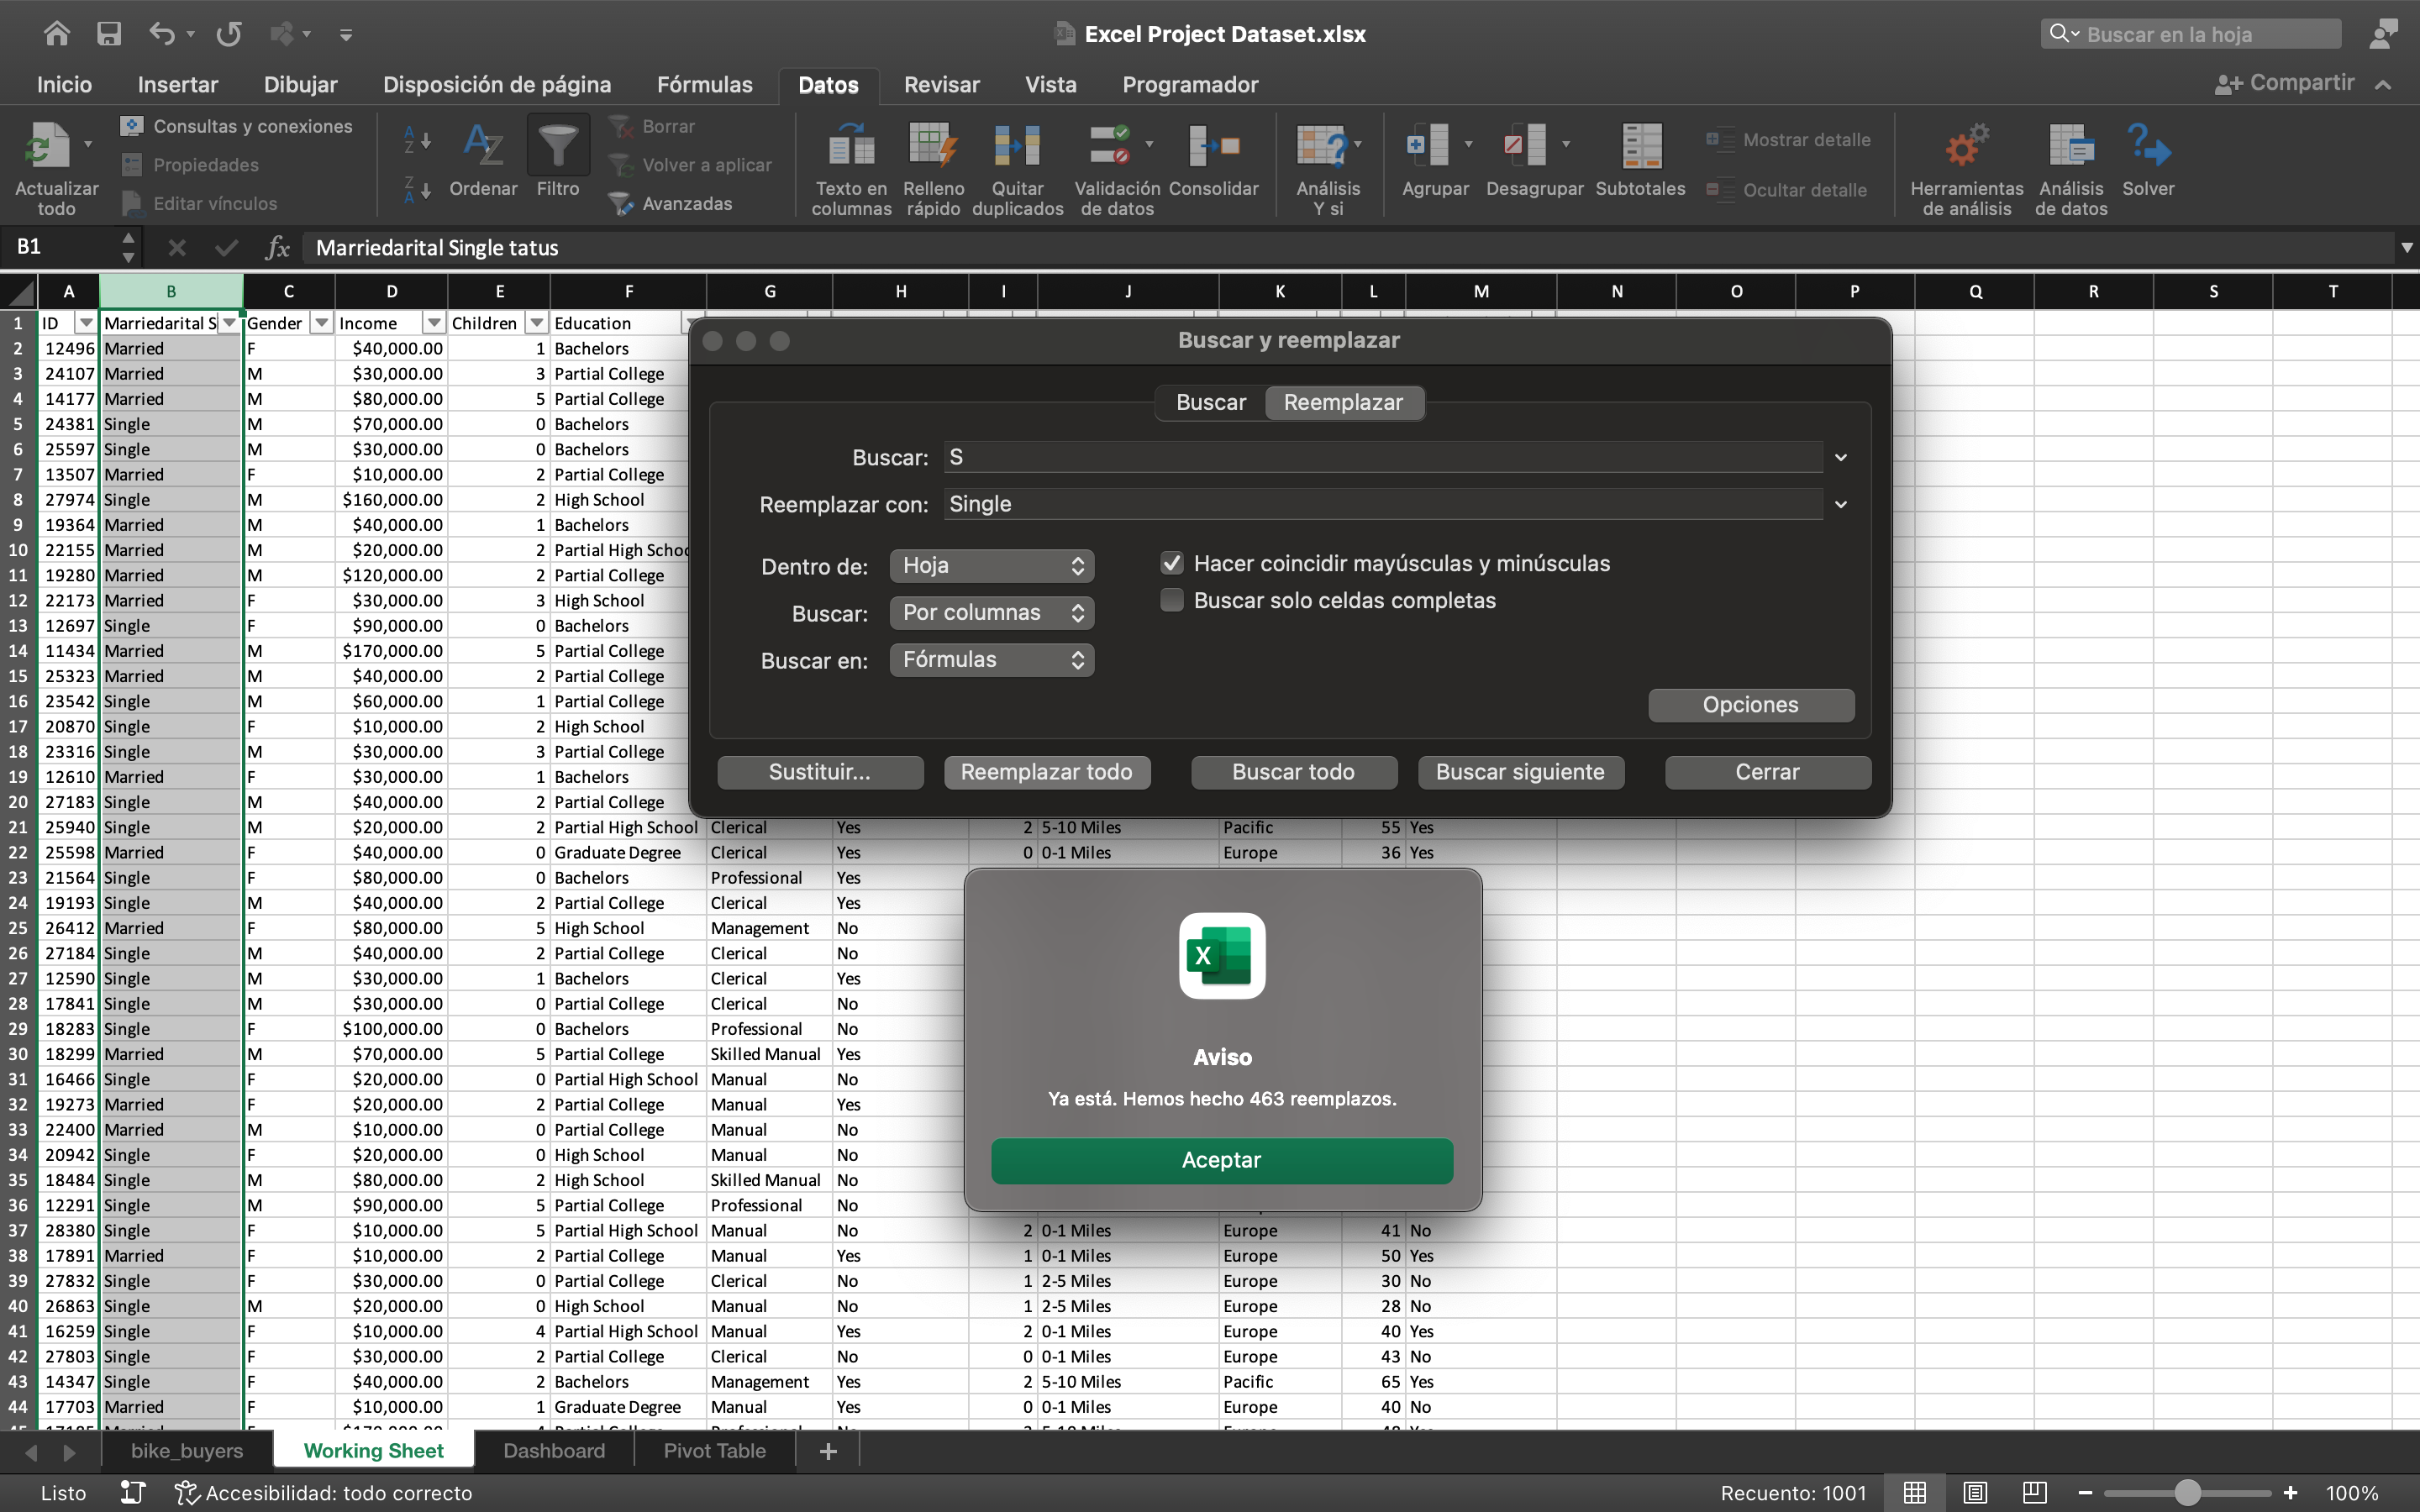 Excel Project Dataset.xlsx
Buscar en la hoja
Inicio Insertar Dibujar Disposición de página Fórmulas Datos Revisar Vista Programador Compartir
Actualizar todo
Consultas y conexiones
Propiedades
Editar vínculos
Ordenar
Filtro
Borrar
Volver a aplicar
Avanzadas
Texto en columnas
Relleno rápido
Quitar duplicados
Validación de datos
Consolidar
Análisis Y si
Agrupar
Desagrupar
Subtotales
Mostrar detalle
Ocultar detalle
Herramientas de análisis
Análisis de datos
Solver
B1 fx Marriedarital Single tatus
A B C D E F G H I J K L M N O P Q R S T
1 ID Marriedarital S Gender Income Children Education
2 12496 Married F $40,000.00 1 Bachelors
3 24107 Married M $30,000.00 3 Partial College
4 14177 Married M $80,000.00 5 Partial College
5 24381 Single M $70,000.00 0 Bachelors
6 25597 Single M $30,000.00 0 Bachelors
7 13507 Married F $10,000.00 2 Partial College
8 27974 Single M $160,000.00 2 High School
9 19364 Married M $40,000.00 1 Bachelors
10 22155 Married M $20,000.00 2 Partial High Schoo
11 19280 Married M $120,000.00 2 Partial College
12 22173 Married F $30,000.00 3 High School
13 12697 Single F $90,000.00 0 Bachelors
14 11434 Married M $170,000.00 5 Partial College
15 25323 Married M $40,000.00 2 Partial College
16 23542 Single M $60,000.00 1 Partial College
17 20870 Single F $10,000.00 2 High School
18 23316 Single M $30,000.00 3 Partial College
19 12610 Married F $30,000.00 1 Bachelors
20 27183 Single M $40,000.00 2 Partial College
21 25940 Single M $20,000.00 2 Partial High School Clerical Yes 2 5-10 Miles Pacific 55 Yes
22 25598 Married F $40,000.00 0 Graduate Degree Clerical Yes 0 0-1 Miles Europe 36 Yes
23 21564 Single F $80,000.00 0 Bachelors Professional Yes
24 19193 Single M $40,000.00 2 Partial College Clerical Yes
25 26412 Married F $80,000.00 5 High School Management No
26 27184 Single M $40,000.00 2 Partial College Clerical No
27 12590 Single M $30,000.00 1 Bachelors Clerical Yes
28 17841 Single M $30,000.00 0 Partial College Clerical No
29 18283 Single F $100,000.00 0 Bachelors Professional No
30 18299 Married M $70,000.00 5 Partial College Skilled Manual Yes
31 16466 Single F $20,000.00 0 Partial High School Manual No
32 19273 Married F $20,000.00 2 Partial College Manual Yes
33 22400 Married M $10,000.00 0 Partial College Manual No
34 20942 Single F $20,000.00 0 High School Manual No
35 18484 Single M $80,000.00 2 High School Skilled Manual No
36 12291 Single M $90,000.00 5 Partial College Professional No
37 28380 Single F $10,000.00 5 Partial High School Manual No 2 0-1 Miles Europe 41 No
38 17891 Married F $10,000.00 2 Partial College Manual Yes 1 0-1 Miles Europe 50 Yes
39 27832 Single F $30,000.00 0 Partial College Clerical No 1 2-5 Miles Europe 30 No
40 26863 Single M $20,000.00 0 High School Manual No 1 2-5 Miles Europe 28 No
41 16259 Single F $10,000.00 4 Partial High School Manual Yes 2 0-1 Miles Europe 40 Yes
42 27803 Single F $30,000.00 2 Partial College Clerical No 0 0-1 Miles Europe 43 No
43 14347 Single F $40,000.00 2 Bachelors Management Yes 2 5-10 Miles Pacific 65 Yes
44 17703 Married F $10,000.00 1 Graduate Degree Manual Yes 0 0-1 Miles Europe 40 No
Buscar y reemplazar
Buscar Reemplazar
Buscar: S
Reemplazar con: Single
Dentro de: Hoja
Hacer coincidir mayúsculas y minúsculas
Buscar: Por columnas
Buscar solo celdas completas
Buscar en: Fórmulas
Opciones
Sustituir... Reemplazar todo Buscar todo Buscar siguiente Cerrar
Aviso
Ya está. Hemos hecho 463 reemplazos.
Aceptar
bike_buyers Working Sheet Dashboard Pivot Table +
Listo Accesibilidad: todo correcto Recuento: 1001 100%